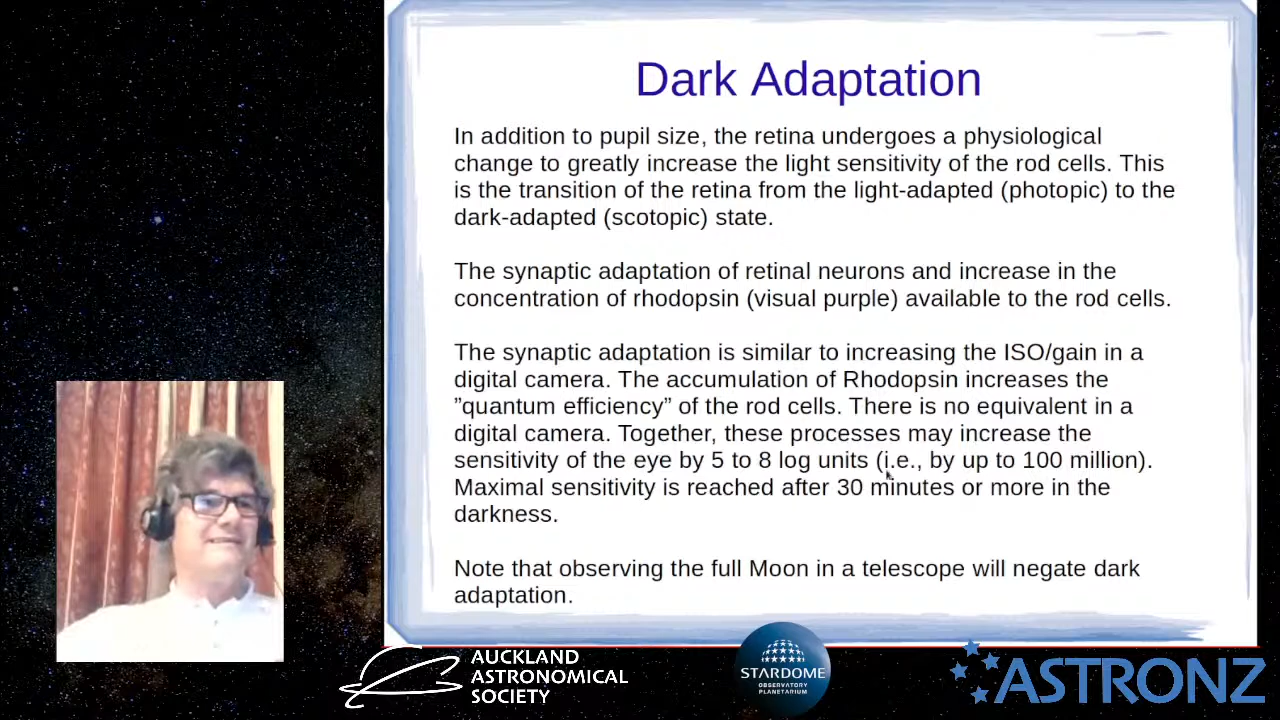 Dark Adaptation
In addition to pupil size, the retina undergoes a physiological
change to greatly increase the light sensitivity of the rod cells. This
is the transition of the retina from the light-adapted (photopic) to the
dark-adapted (scotopic) state.
The synaptic adaptation of retinal neurons and increase in the
concentration of rhodopsin (visual purple) available to the rod cells.
The synaptic adaptation is similar to increasing the ISO/gain in a
digital camera. The accumulation of Rhodopsin increases the
”quantum efficiency” of the rod cells. There is no equivalent in a
digital camera. Together, these processes may increase the
sensitivity of the eye by 5 to 8 log units (i.e., by up to 100 million).
Maximal sensitivity is reached after 30 minutes or more in the
darkness.
Note that observing the full Moon in a telescope will negate dark
adaptation.
AUCKLAND
ASTRONOMICAL
SOCIETY
STARDOME
OBSERVATORY
PLANETARIUM
ASTRONZ